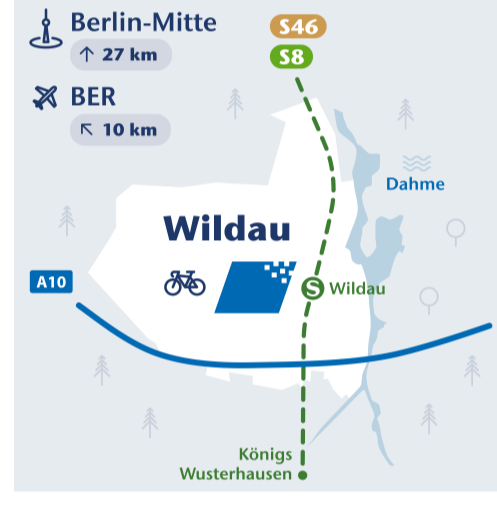 Berlin-Mitte
↑ 27 km
BER
↖ 10 km
S46
S8
Dahme
Wildau
A10
S Wildau
Königs
Wusterhausen